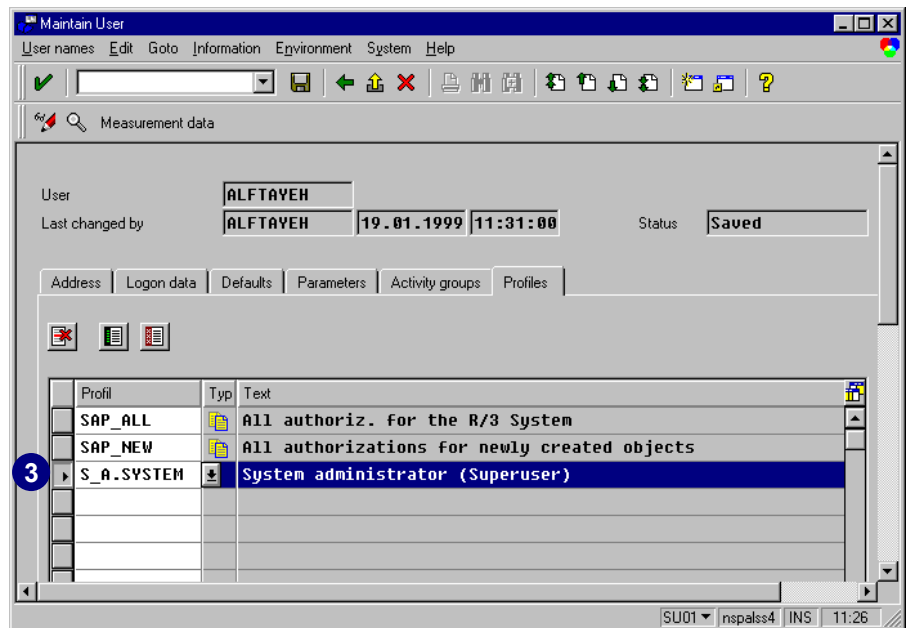 Maintain User
User names Edit Goto Information Environment System Help
Measurement data
User ALFTAYEH
Last changed by ALFTAYEH 19.01.1999 11:31:00 Status Saved
Address Logon data Defaults Parameters Activity groups Profiles
Profil Typ Text
SAP_ALL All authoriz. for the R/3 System
SAP_NEW All authorizations for newly created objects
3 S_A.SYSTEM System administrator (Superuser)
SU01 nspalss4 INS 11:26